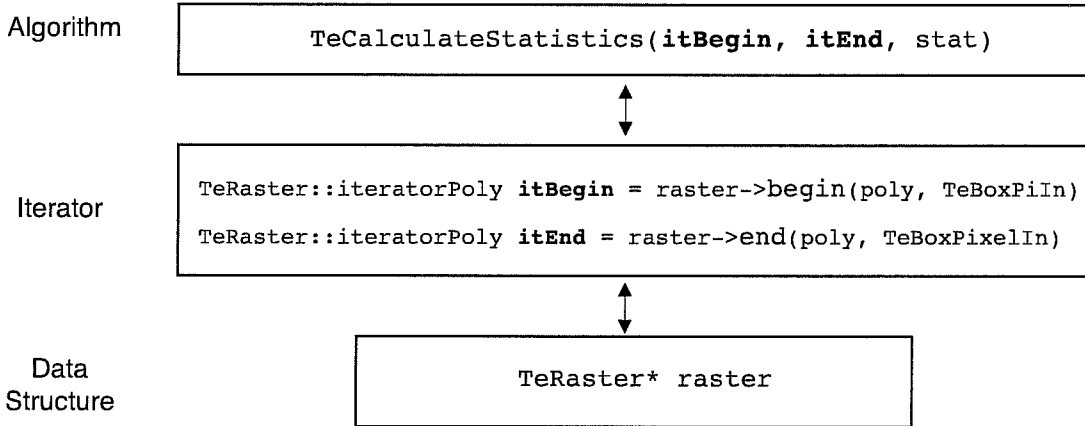 Algorithm
TeCalculateStatistics(itBegin, itEnd, stat)
Iterator
TeRaster::iteratorPoly itBegin = raster->begin(poly, TeBoxPiIn)
TeRaster::iteratorPoly itEnd = raster->end(poly, TeBoxPixelIn)
Data
Structure
TeRaster* raster